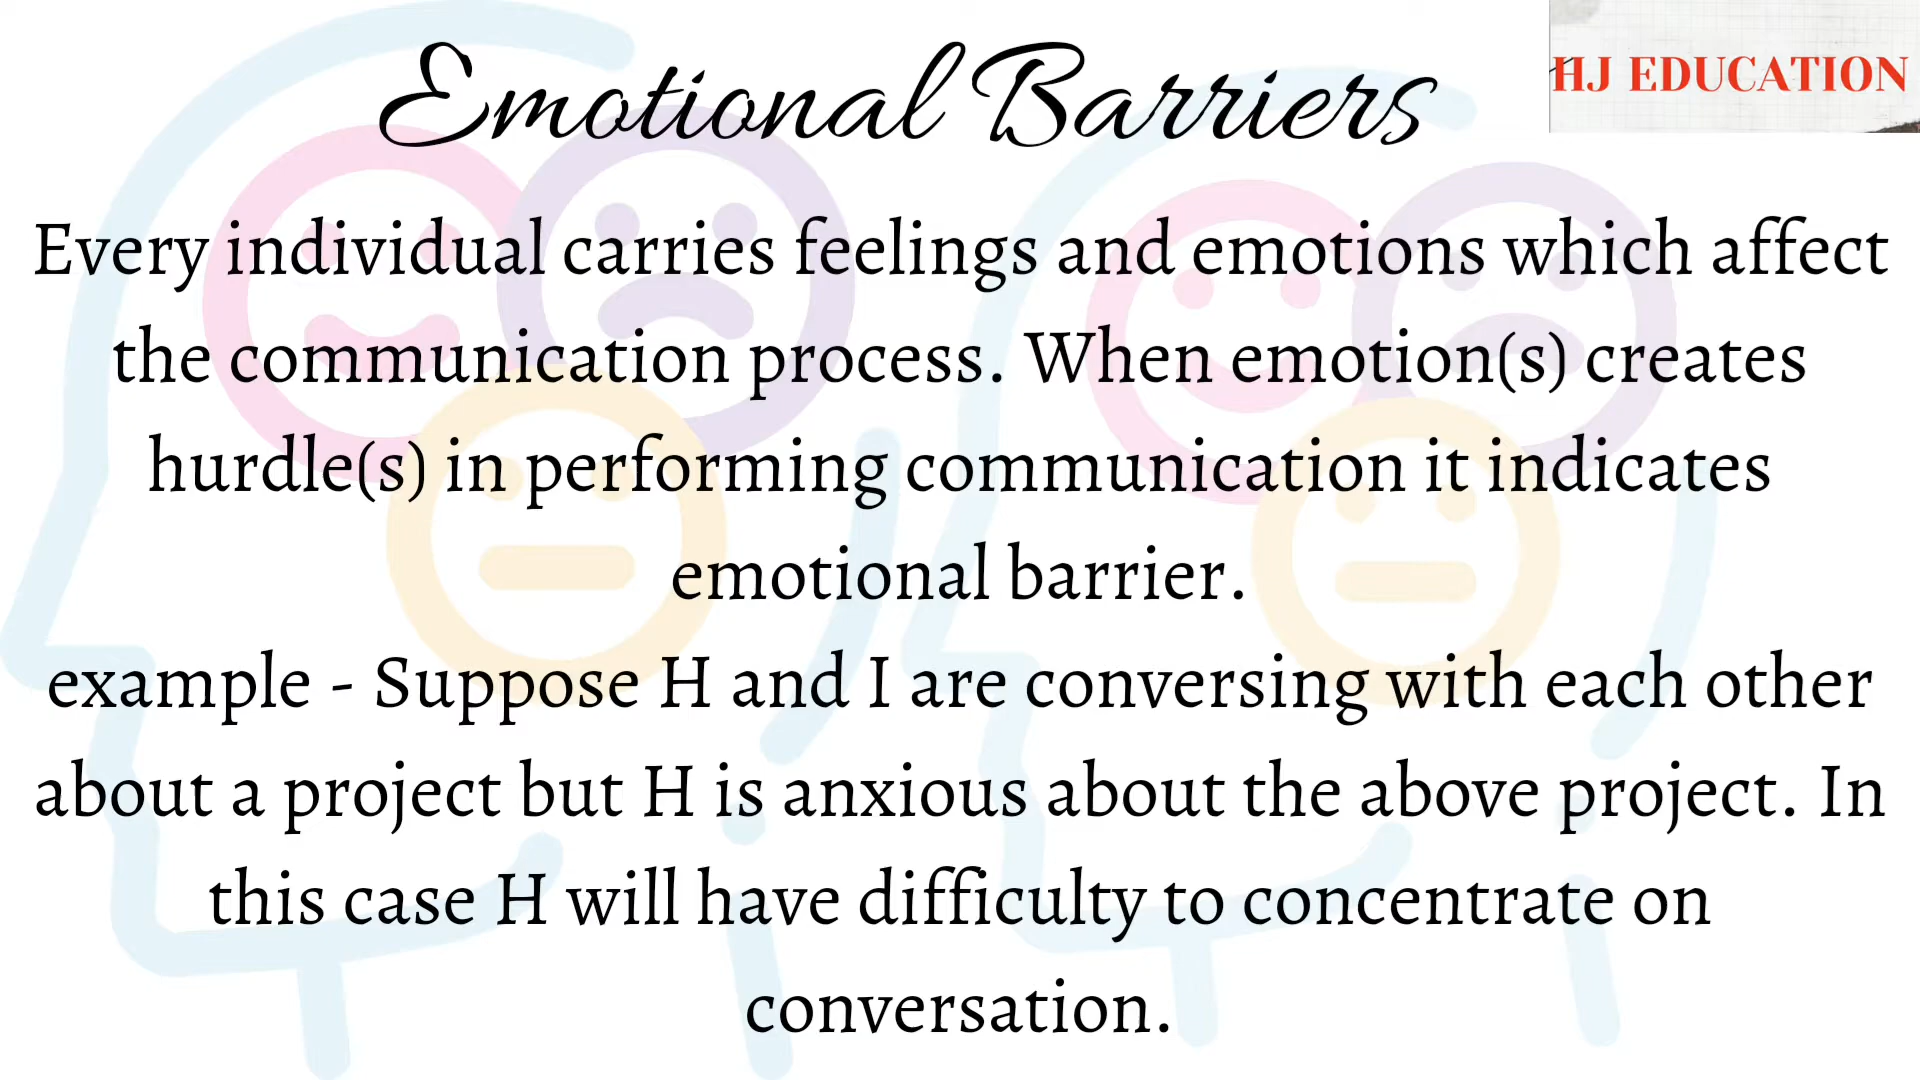 Emotional Barriers
HJ EDUCATION
Every individual carries feelings and emotions which affect
the communication process. When emotion(s) creates
hurdle(s) in performing communication it indicates
emotional barrier.
example - Suppose H and I are conversing with each other
about a project but H is anxious about the above project. In
this case H will have difficulty to concentrate on
conversation.